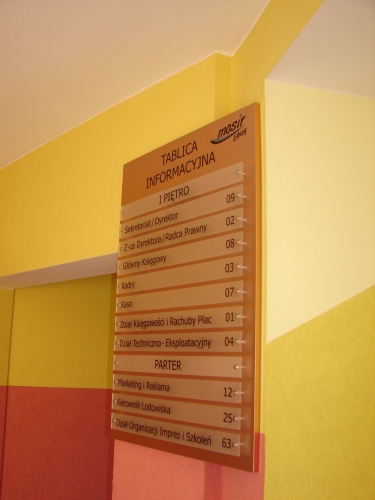 mosir
Elbląg
TABLICA
INFORMACYJNA
I PIĘTRO
Sekretariat/Dyrektor 09
Z-ca Dyrektora/Radca Prawny 02
Główny Księgowy 08
Kadry 03
Kasa 07
Dział Księgowości i Rachuby Płac 01
Dział Techniczno-Eksploatacyjny 04
PARTER
Marketing i Reklama 12
Kierownik Lodowiska 25
Dział Organizacji Imprez i Szkoleń 63